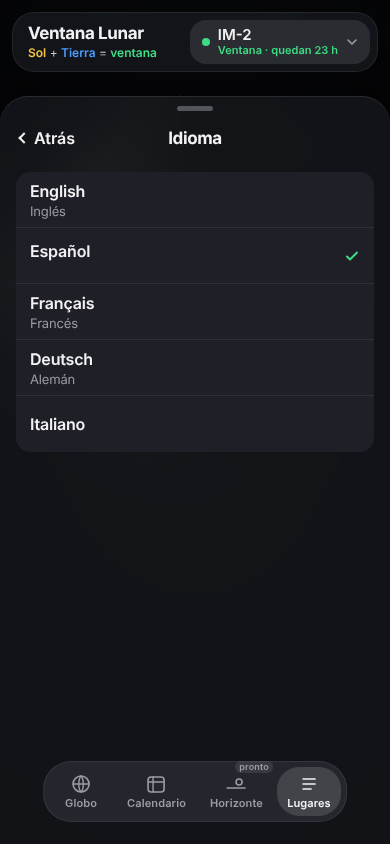 Ventana Lunar
Sol + Tierra = ventana
IM-2
Ventana · quedan 23 h
Atrás
Idioma
English
Inglés
Español
Français
Francés
Deutsch
Alemán
Italiano
pronto
Globo
Calendario
Horizonte
Lugares